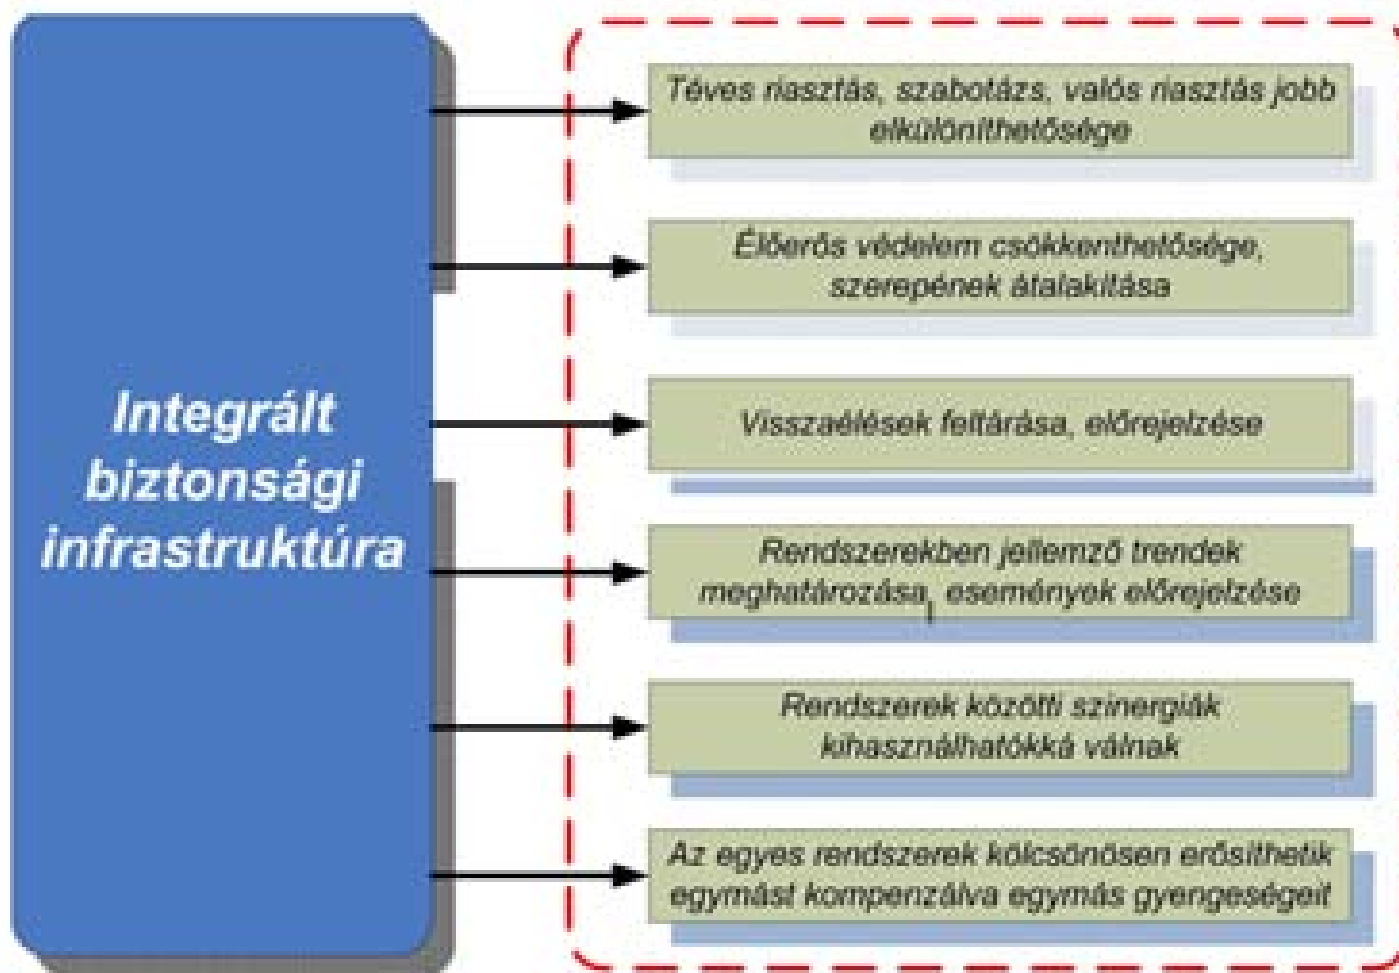 Integrált
biztonsági
infrastruktúra
Téves riasztás, szabotázs, valós riasztás jobb
elkülöníthetősége
Élőerős védelem csökkenthetősége,
szerepének átalakítása
Visszaélések feltárása, előrejelzése
Rendszerekben jellemző trendek
meghatározása, események előrejelzése
Rendszerek közötti szinergiák
kihasználhatókká válnak
Az egyes rendszerek kölcsönösen erősíthetik
egymást kompenzálva egymás gyengeségeit